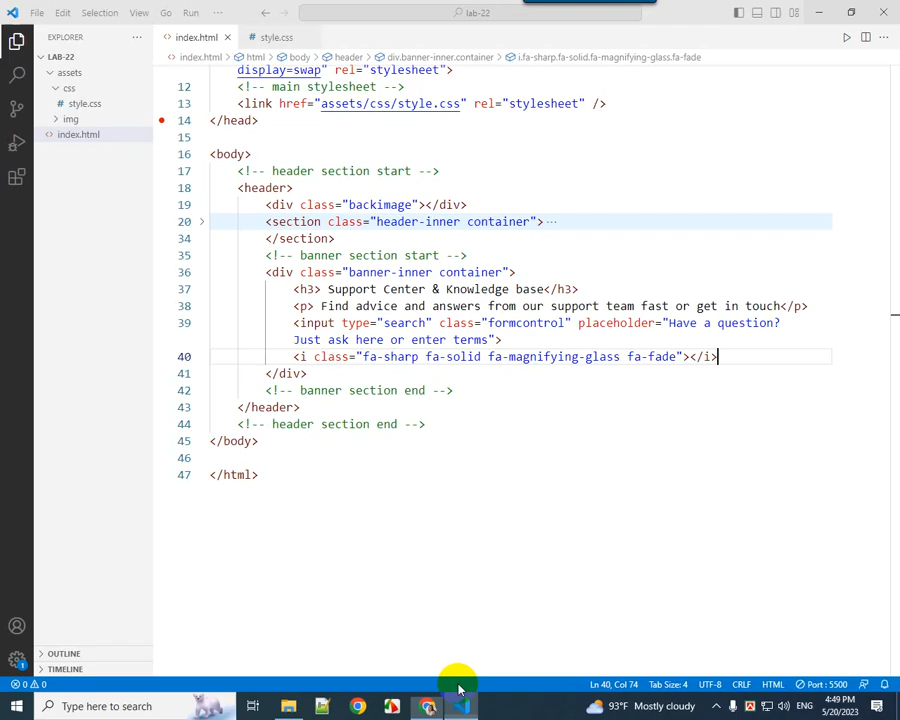 File Edit Selection View Go Run ··· lab-22
EXPLORER ···
index.html × style.css
LAB-22
index.html > html > body > header > div.banner-inner.container > i.fa-sharp.fa-solid.fa-magnifying-glass.fa-fade
assets
css
style.css
img
index.html
display=swap" rel="stylesheet">
12 <!-- main stylesheet -->
13 <link href="assets/css/style.css" rel="stylesheet" />
14 </head>
15
16 <body>
17 <!-- header section start -->
18 <header>
19 <div class="backimage"></div>
20 <section class="header-inner container">···
34 </section>
35 <!-- banner section start -->
36 <div class="banner-inner container">
37 <h3> Support Center & Knowledge base</h3>
38 <p> Find advice and answers from our support team fast or get in touch</p>
39 <input type="search" class="formcontrol" placeholder="Have a question?
Just ask here or enter terms">
40 <i class="fa-sharp fa-solid fa-magnifying-glass fa-fade"></i>
41 </div>
42 <!-- banner section end -->
43 </header>
44 <!-- header section end -->
45 </body>
46
47 </html>
OUTLINE
TIMELINE
1
0 0 Ln 40, Col 74 Tab Size: 4 UTF-8 CRLF HTML Port : 5500
Type here to search 93°F Mostly cloudy ENG 4:49 PM
5/20/2023